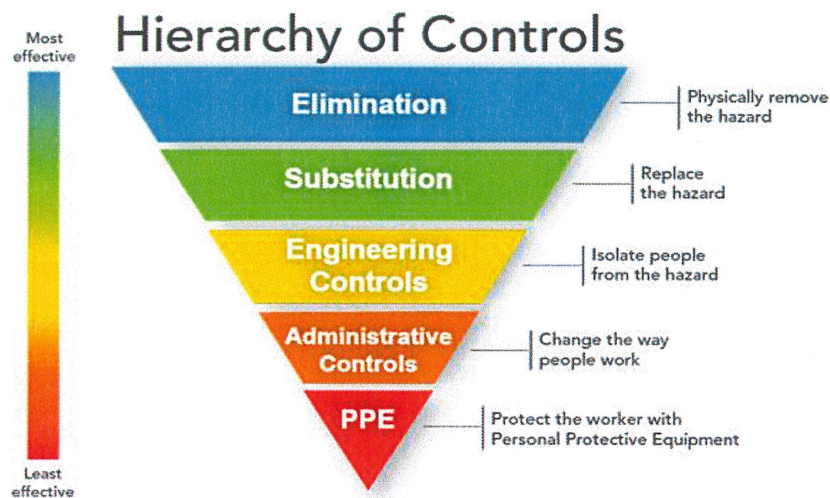 Hierarchy of Controls
Most
effective
Elimination
Physically remove
the hazard
Substitution
Replace
the hazard
Engineering
Controls
Isolate people
from the hazard
Administrative
Controls
Change the way
people work
PPE
Protect the worker with
Personal Protective Equipment
Least
effective